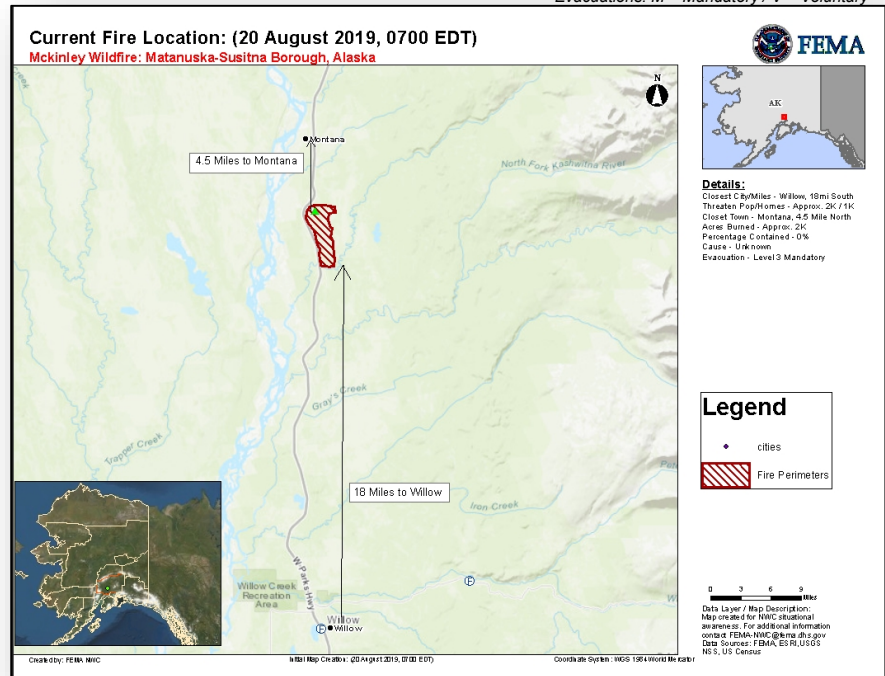 Evacuations: M = Mandatory / V = Voluntary
Current Fire Location: (20 August 2019, 0700 EDT)
Mckinley Wildfire: Matanuska-Susitna Borough, Alaska
FEMA
N
AK
Montana
4.5 Miles to Montana
North Fork Kashwitna River
Details:
Closest City/Miles - Willow, 18mi South
Threaten Pop/Homes - Approx. 2K / 1K
Closet Town - Montana, 4.5 Mile North
Acres Burned - Approx. 2K
Percentage Contained - 0%
Cause - Unknown
Evacuation - Level 3 Mandatory
Gray's Creek
Trapper Creek
Legend
cities
Fire Perimeters
18 Miles to Willow
Iron Creek
W Parks Hwy
Willow Creek
Recreation
Area
Willow
Willow
0 3 6 9
Miles
Data Layer / Map Description:
Map created for NWC situational
awareness. For additional information
contact FEMA-NWC@fema.dhs.gov
Data Sources: FEMA, ESRI, USGS
NSS, US Census
Created by: FEMA NWC
Initial Map Creation: (20 August 2019, 0700 EDT)
Coordinate System: WGS 1984 World Mercator